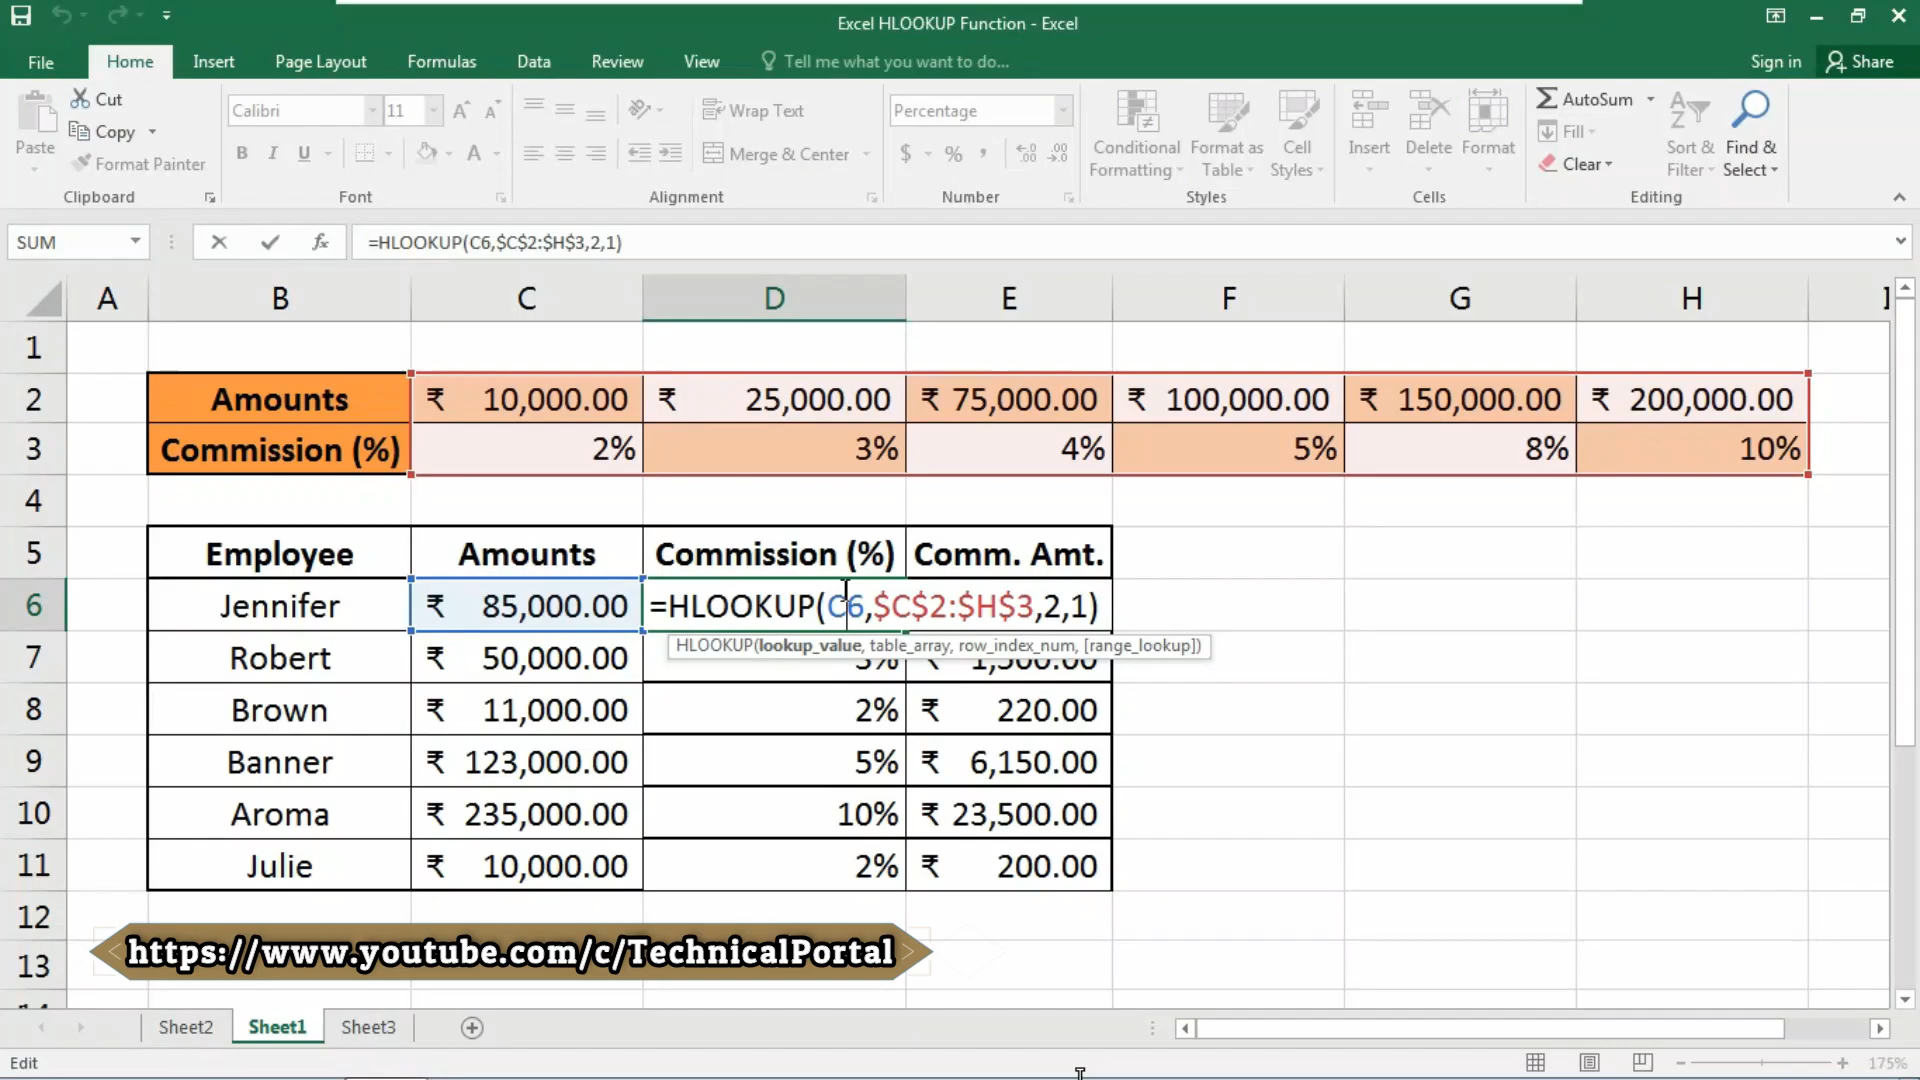 Excel HLOOKUP Function - Excel
File Home Insert Page Layout Formulas Data Review View Tell me what you want to do... Sign in Share
Paste Cut Copy Format Painter Clipboard
Calibri 11 B I U A Font
Wrap Text Merge & Center Alignment
Percentage $ % Number
Conditional Formatting Format as Table Cell Styles Styles
Insert Delete Format Cells
AutoSum Fill Clear Sort & Filter Find & Select Editing
SUM fx =HLOOKUP(C6,$C$2:$H$3,2,1)
A B C D E F G H I
1
2 Amounts ₹ 10,000.00 ₹ 25,000.00 ₹ 75,000.00 ₹ 100,000.00 ₹ 150,000.00 ₹ 200,000.00
3 Commission (%) 2% 3% 4% 5% 8% 10%
4
5 Employee Amounts Commission (%) Comm. Amt.
6 Jennifer ₹ 85,000.00 =HLOOKUP(C6,$C$2:$H$3,2,1)
HLOOKUP(lookup_value, table_array, row_index_num, [range_lookup])
7 Robert ₹ 50,000.00 3% ₹ 1,500.00
8 Brown ₹ 11,000.00 2% ₹ 220.00
9 Banner ₹ 123,000.00 5% ₹ 6,150.00
10 Aroma ₹ 235,000.00 10% ₹ 23,500.00
11 Julie ₹ 10,000.00 2% ₹ 200.00
12
https://www.youtube.com/c/TechnicalPortal
13
Sheet2 Sheet1 Sheet3
Edit 175%